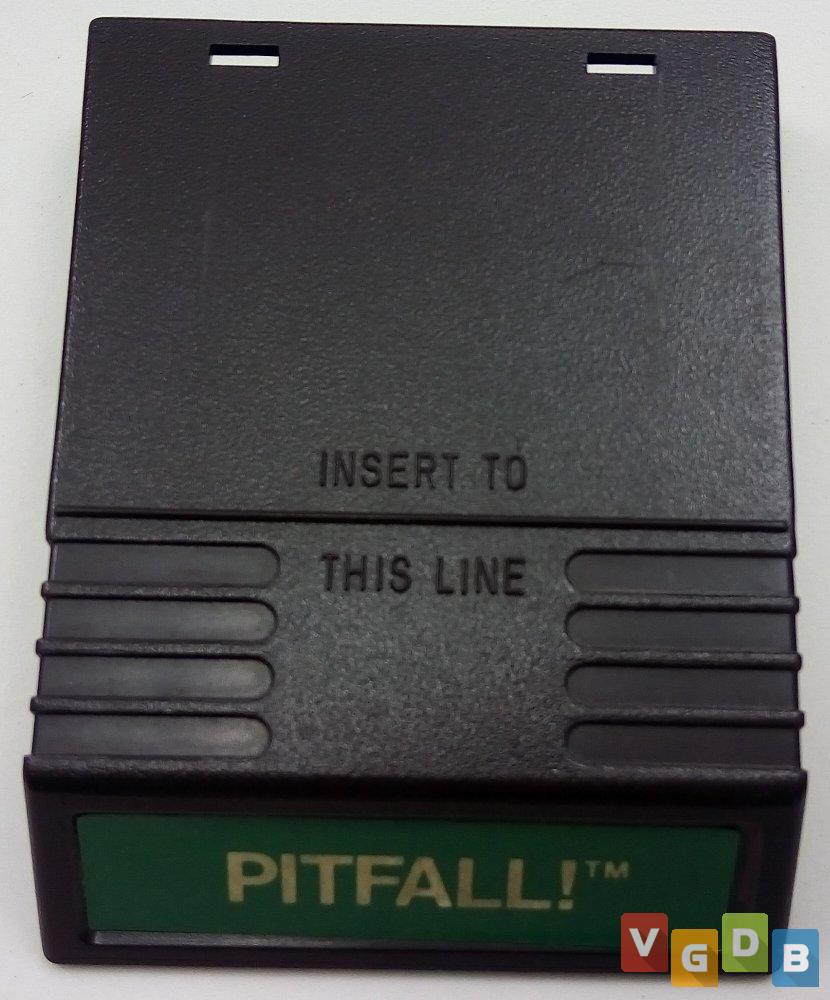 INSERT TO
THIS LINE
PITFALL!™
VGDB